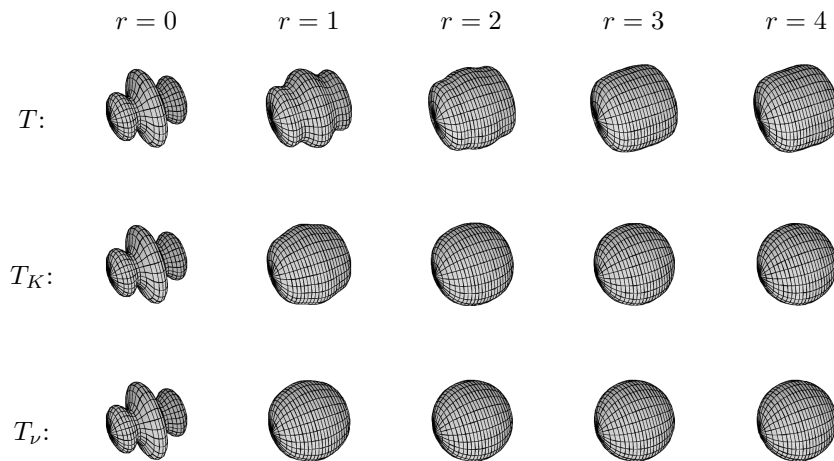 r = 0 r = 1 r = 2 r = 3 r = 4
T:
T_K:
T_ν: